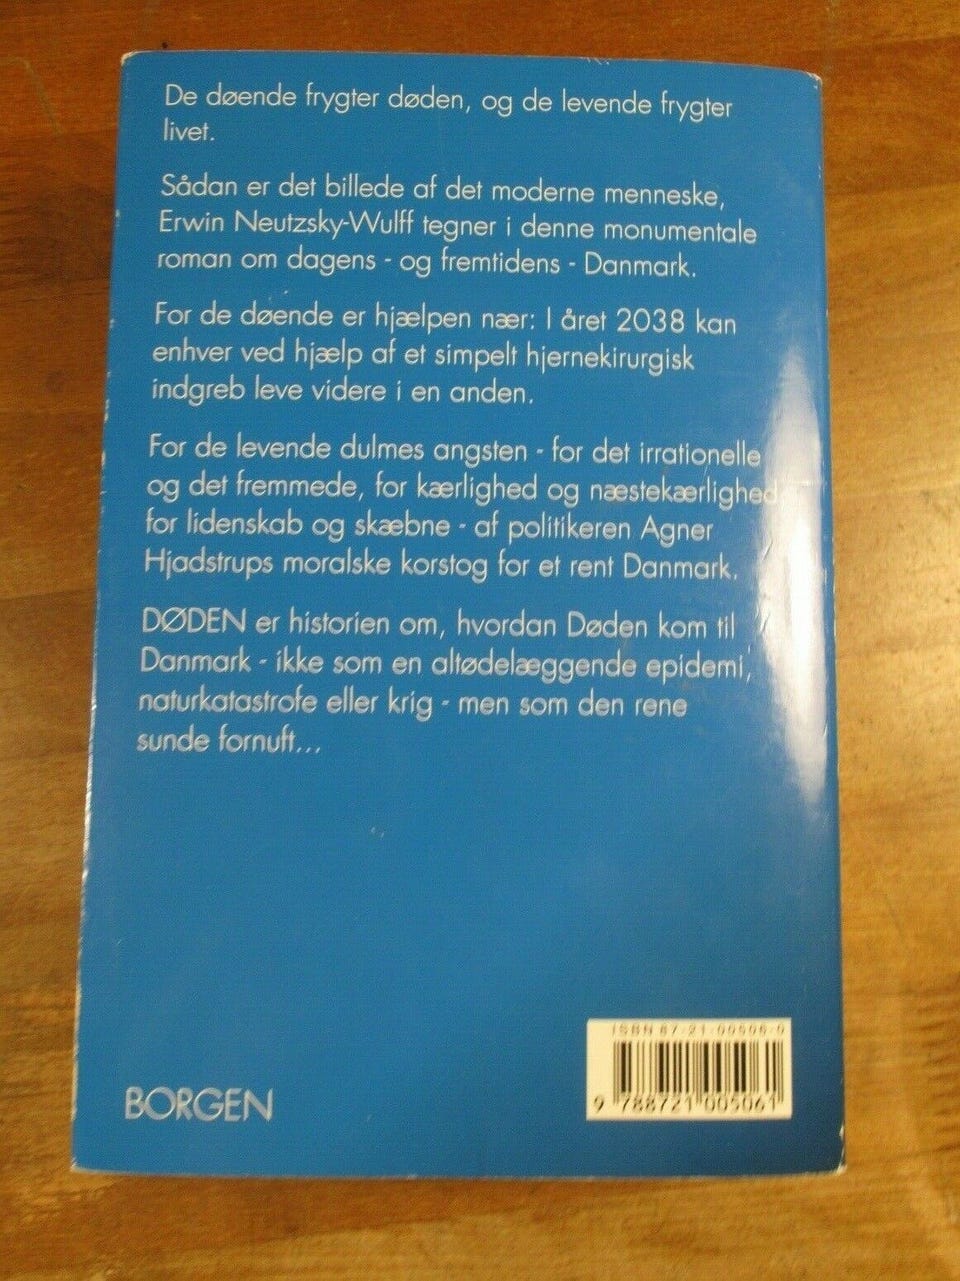 De døende frygter døden, og de levende frygter
livet.
Sådan er det billede af det moderne menneske,
Erwin Neutzsky-Wulff tegner i denne monumentale
roman om dagens - og fremtidens - Danmark.
For de døende er hjælpen nær: I året 2038 kan
enhver ved hjælp af et simpelt hjernekirurgisk
indgreb leve videre i en anden.
For de levende dulmes angsten - for det irrationelle
og det fremmede, for kærlighed og næstekærlighed
for lidenskab og skæbne - af politikeren Agner
Hjadstrups moralske korstog for et rent Danmark.
DØDEN er historien om, hvordan Døden kom til
Danmark - ikke som en altødelæggende epidemi,
naturkatastrofe eller krig - men som den rene
sunde fornuft...
ISBN 87-21-00506-0
9 788721 005061
BORGEN